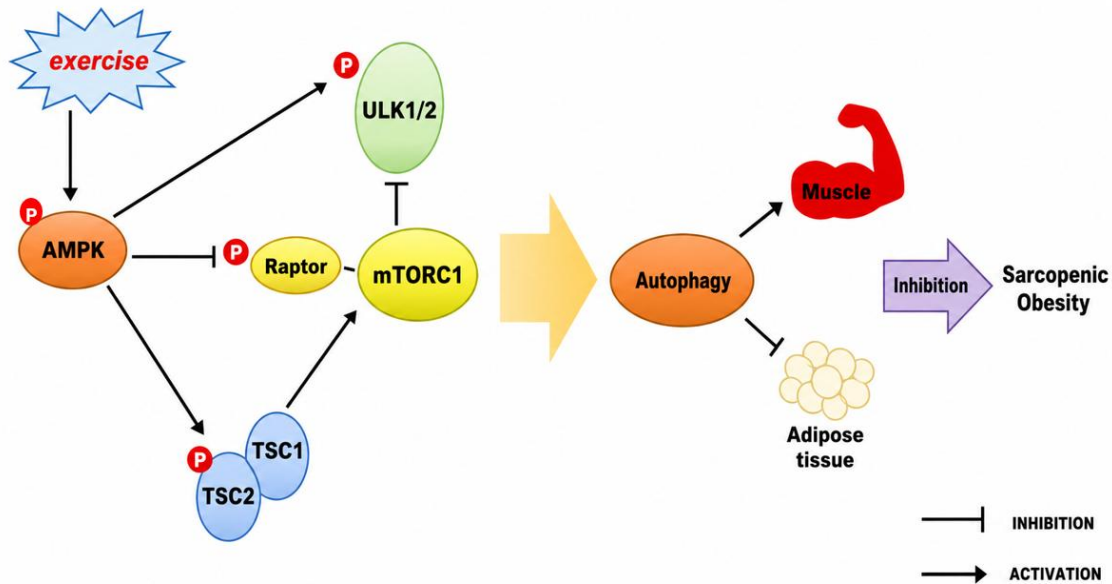 exercise
P
ULK1/2
P
AMPK
P
Raptor
mTORC1
P
TSC1
TSC2
Autophagy
Muscle
Adipose
tissue
Inhibition
Sarcopenic
Obesity
INHIBITION
ACTIVATION